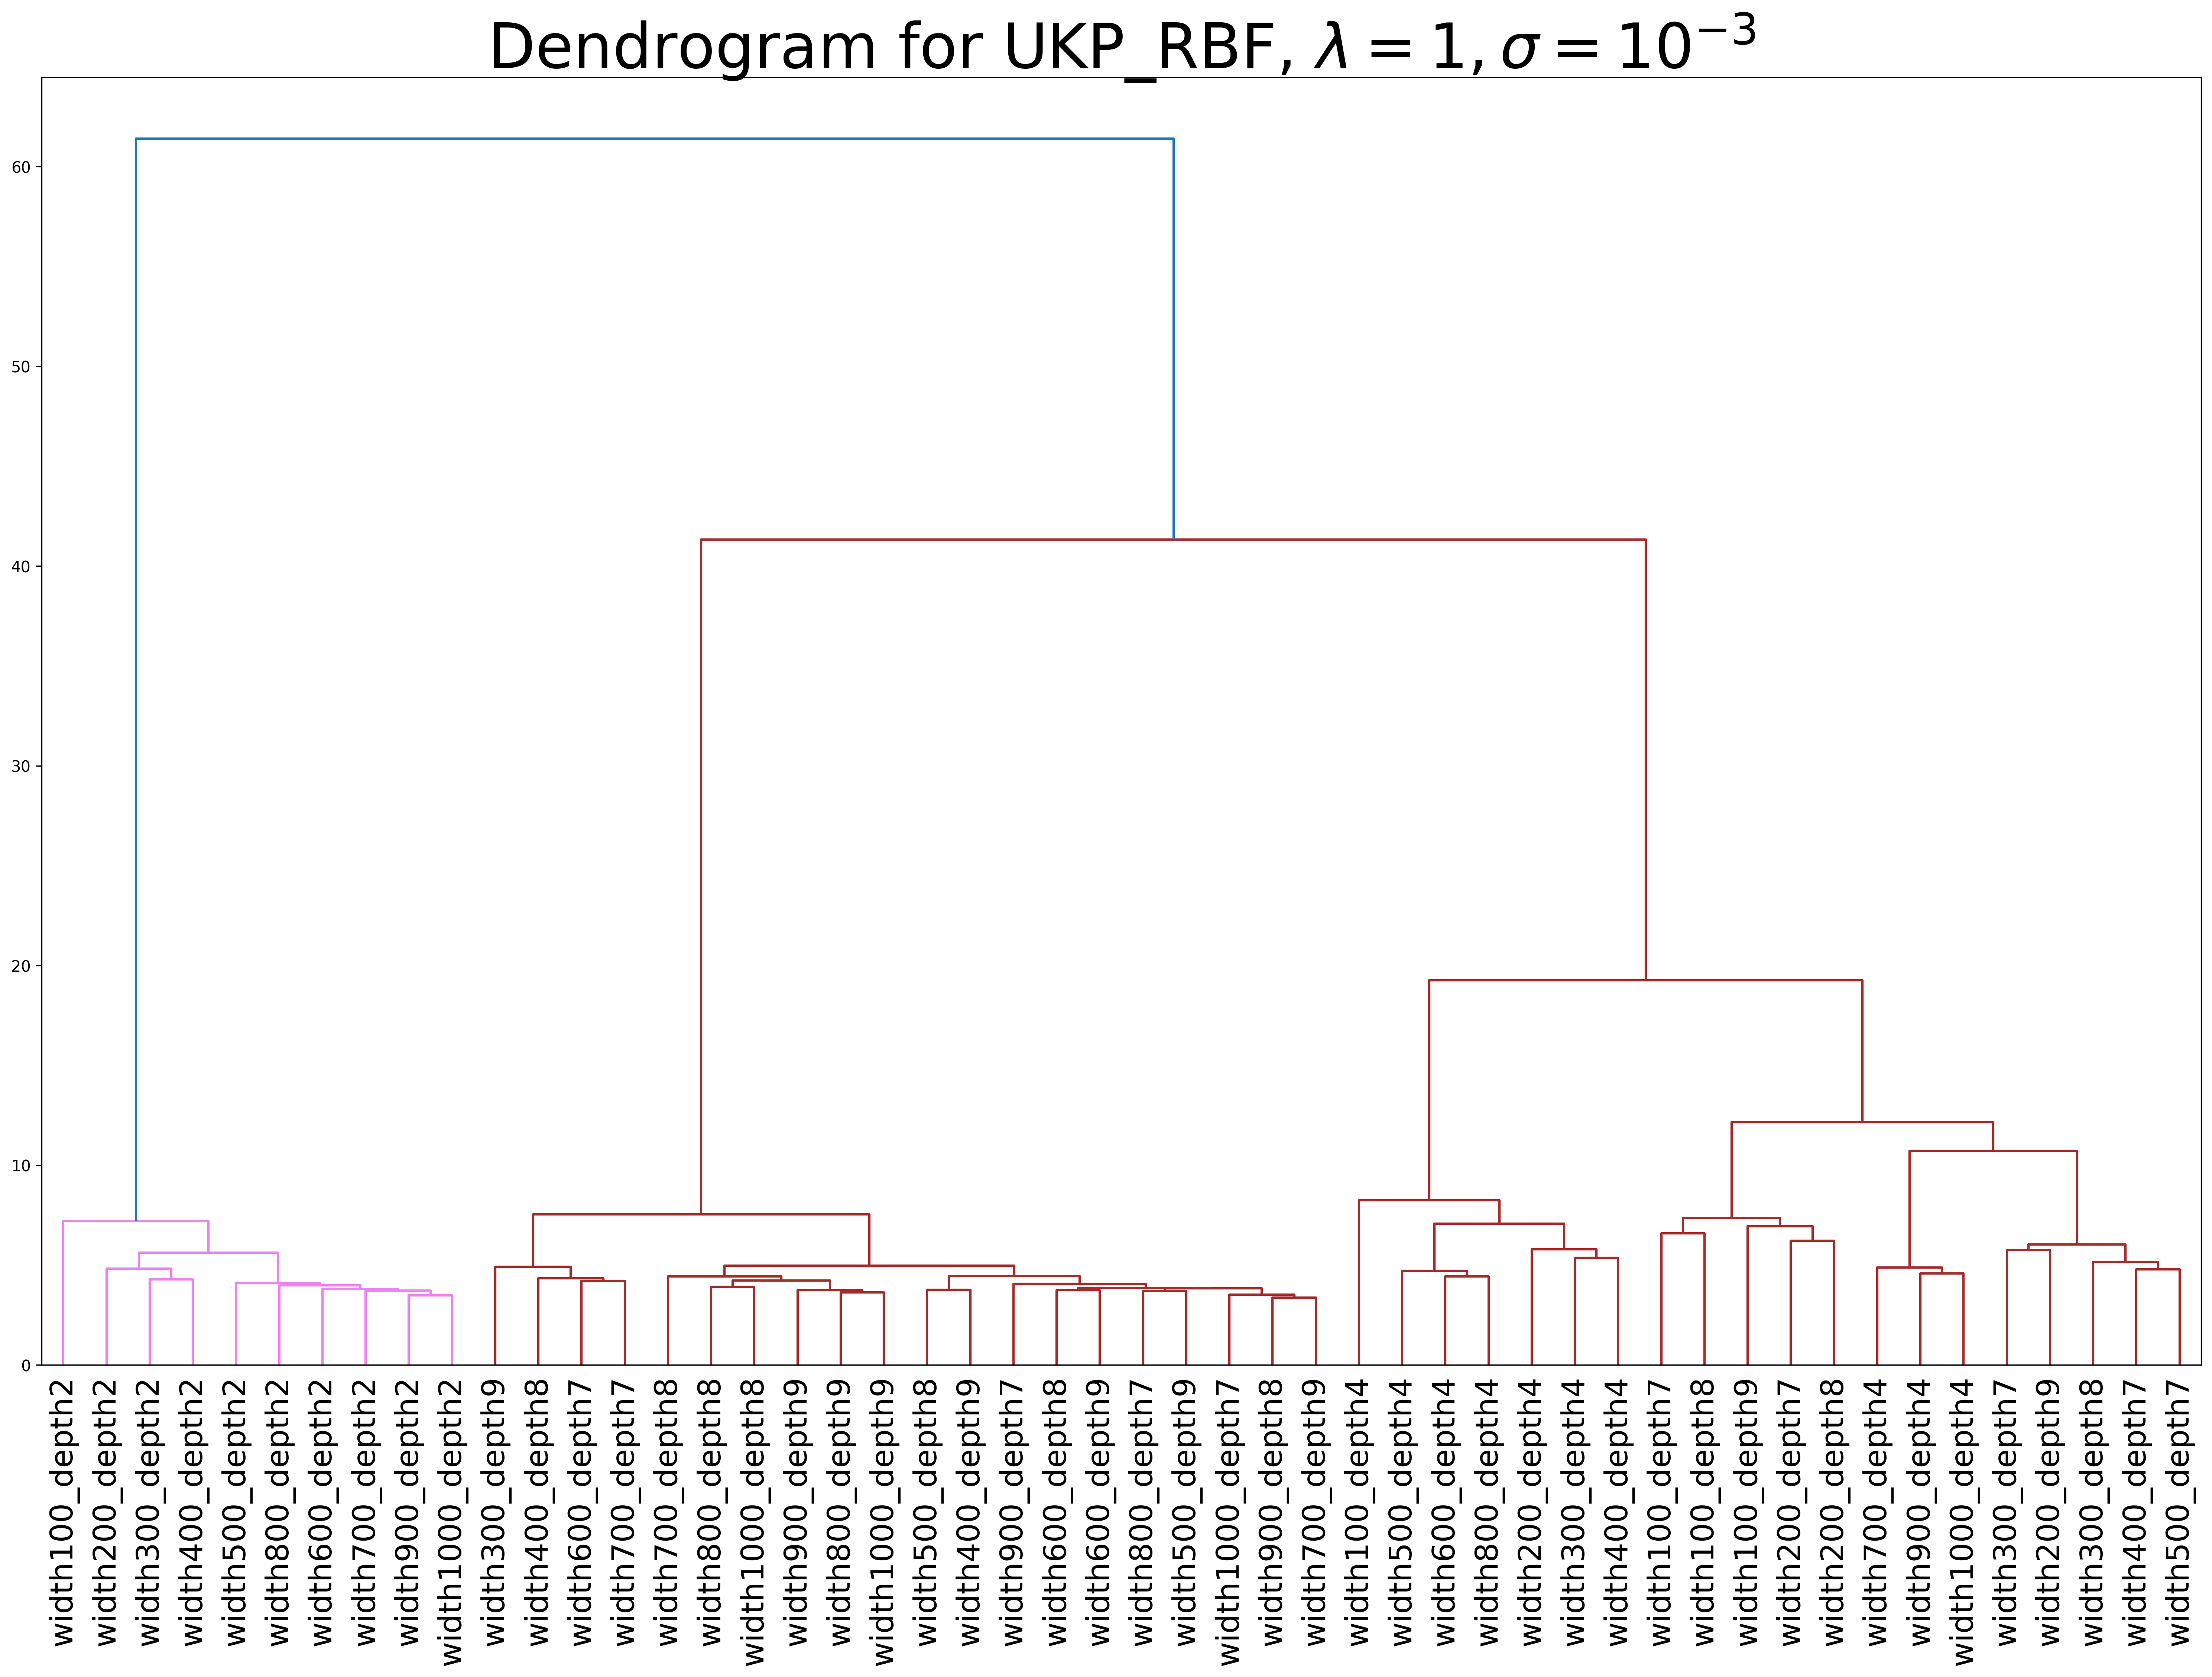 Dendrogram for UKP_RBF, λ = 1, σ = 10⁻³
60
50
40
30
20
10
0
width100_depth2
width200_depth2
width300_depth2
width400_depth2
width500_depth2
width800_depth2
width600_depth2
width700_depth2
width900_depth2
width1000_depth2
width300_depth9
width400_depth8
width600_depth7
width700_depth7
width700_depth8
width800_depth8
width1000_depth8
width900_depth9
width800_depth9
width1000_depth9
width500_depth8
width400_depth9
width900_depth7
width600_depth8
width600_depth9
width800_depth7
width500_depth9
width1000_depth7
width900_depth8
width700_depth9
width100_depth4
width500_depth4
width600_depth4
width800_depth4
width200_depth4
width300_depth4
width400_depth4
width100_depth7
width100_depth8
width100_depth9
width200_depth7
width200_depth8
width700_depth4
width900_depth4
width1000_depth4
width300_depth7
width200_depth9
width300_depth8
width400_depth7
width500_depth7